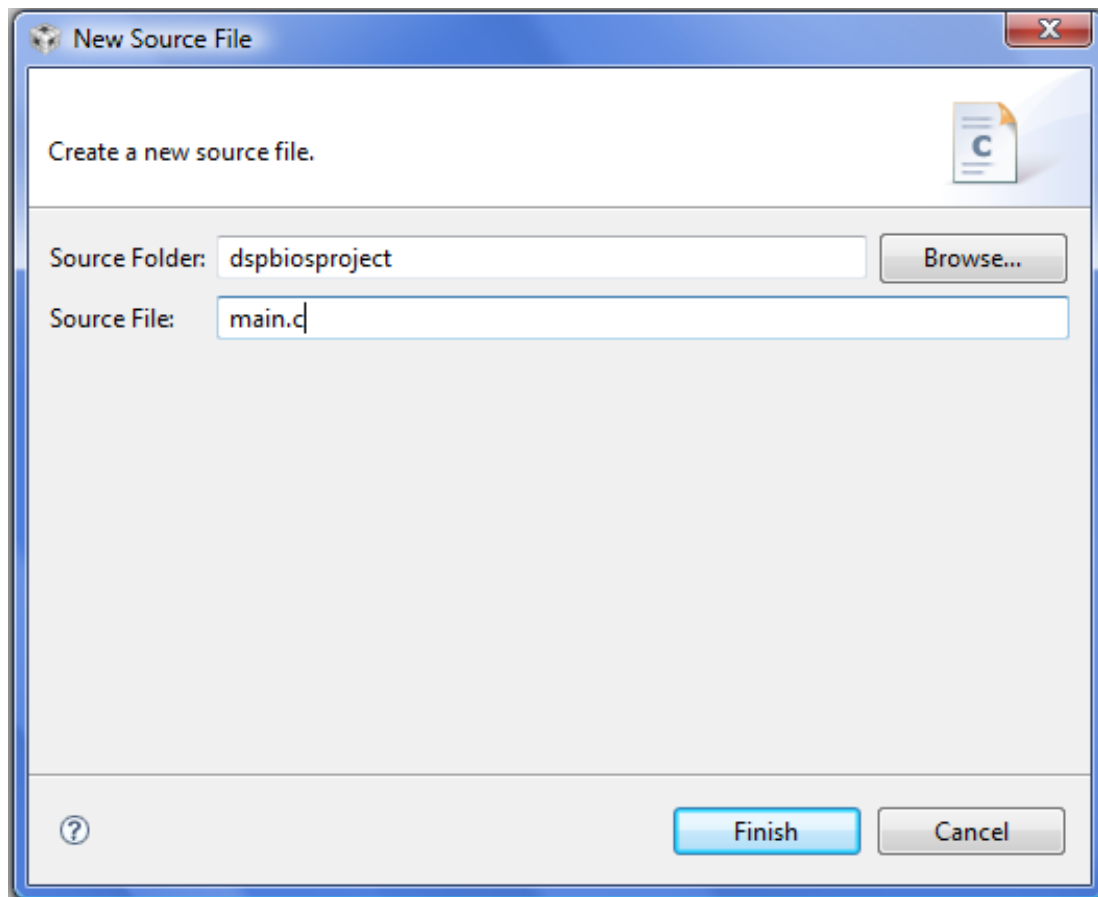 New Source File
X
Create a new source file.
C
Source Folder: dspbiosproject Browse...
Source File: main.c
? Finish Cancel